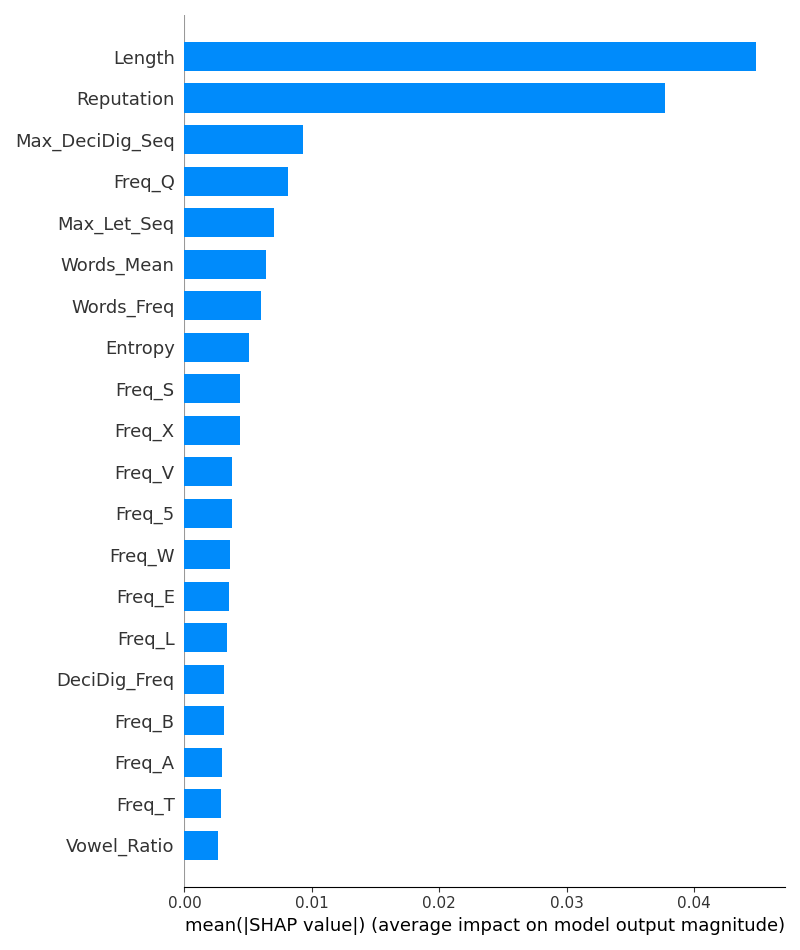 Length
Reputation
Max_DeciDig_Seq
Freq_Q
Max_Let_Seq
Words_Mean
Words_Freq
Entropy
Freq_S
Freq_X
Freq_V
Freq_5
Freq_W
Freq_E
Freq_L
DeciDig_Freq
Freq_B
Freq_A
Freq_T
Vowel_Ratio
0.00 0.01 0.02 0.03 0.04
mean(|SHAP value|) (average impact on model output magnitude)